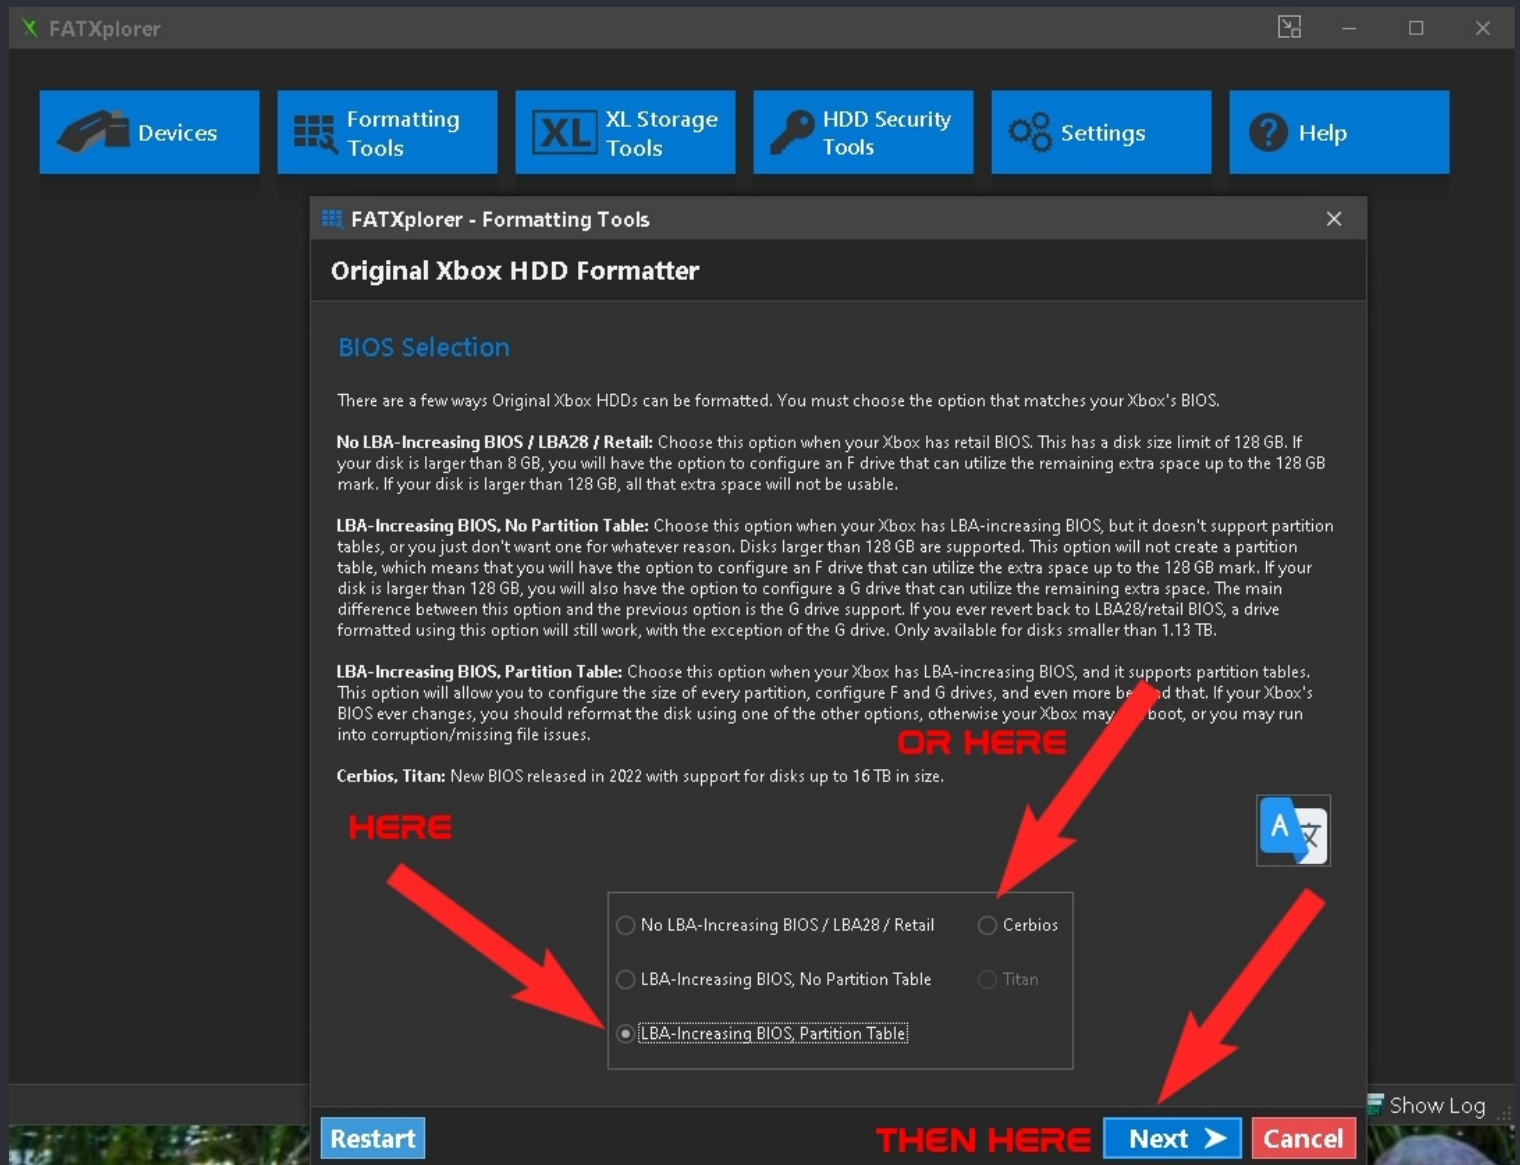 FATXplorer
Devices
Formatting
Tools
XL
XL Storage
Tools
HDD Security
Tools
Settings
?
Help
FATXplorer - Formatting Tools
Original Xbox HDD Formatter
BIOS Selection
There are a few ways Original Xbox HDDs can be formatted. You must choose the option that matches your Xbox's BIOS.
No LBA-Increasing BIOS / LBA28 / Retail: Choose this option when your Xbox has retail BIOS. This has a disk size limit of 128 GB. If
your disk is larger than 8 GB, you will have the option to configure an F drive that can utilize the remaining extra space up to the 128 GB
mark. If your disk is larger than 128 GB, all that extra space will not be usable.
LBA-Increasing BIOS, No Partition Table: Choose this option when your Xbox has LBA-increasing BIOS, but it doesn't support partition
tables, or you just don't want one for whatever reason. Disks larger than 128 GB are supported. This option will not create a partition
table, which means that you will have the option to configure an F drive that can utilize the extra space up to the 128 GB mark. If your
disk is larger than 128 GB, you will also have the option to configure a G drive that can utilize the remaining extra space. The main
difference between this option and the previous option is the G drive support. If you ever revert back to LBA28/retail BIOS, a drive
formatted using this option will still work, with the exception of the G drive. Only available for disks smaller than 1.13 TB.
LBA-Increasing BIOS, Partition Table: Choose this option when your Xbox has LBA-increasing BIOS, and it supports partition tables.
This option will allow you to configure the size of every partition, configure F and G drives, and even more that. If your Xbox's
BIOS ever changes, you should reformat the disk using one of the other options, otherwise your Xbox may boot, or you may run
into corruption/missing file issues.
OR HERE
Cerbios, Titan: New BIOS released in 2022 with support for disks up to 16 TB in size.
HERE
A 文
No LBA-Increasing BIOS / LBA28 / Retail
Cerbios
LBA-Increasing BIOS, No Partition Table
Titan
LBA-Increasing BIOS, Partition Table
Show Log
Restart
THEN HERE
Next
Cancel